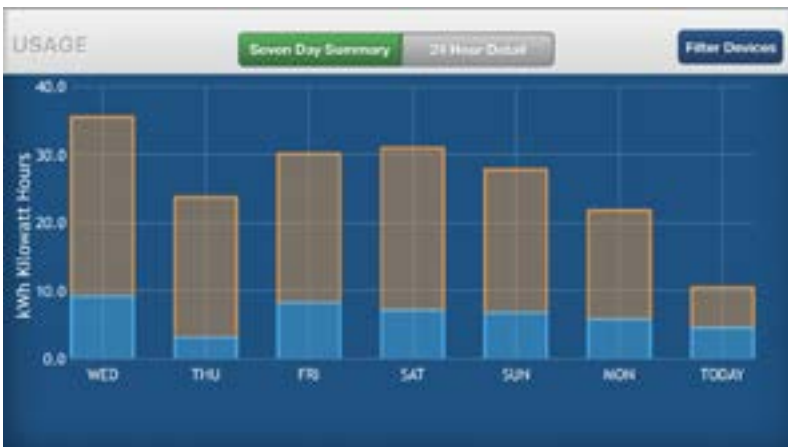 USAGE
Seven Day Summary
24 Hour Detail
Filter Devices
kWh Kilowatt Hours
40.0
30.0
20.0
10.0
0.0
WED THU FRI SAT SUN MON TODAY